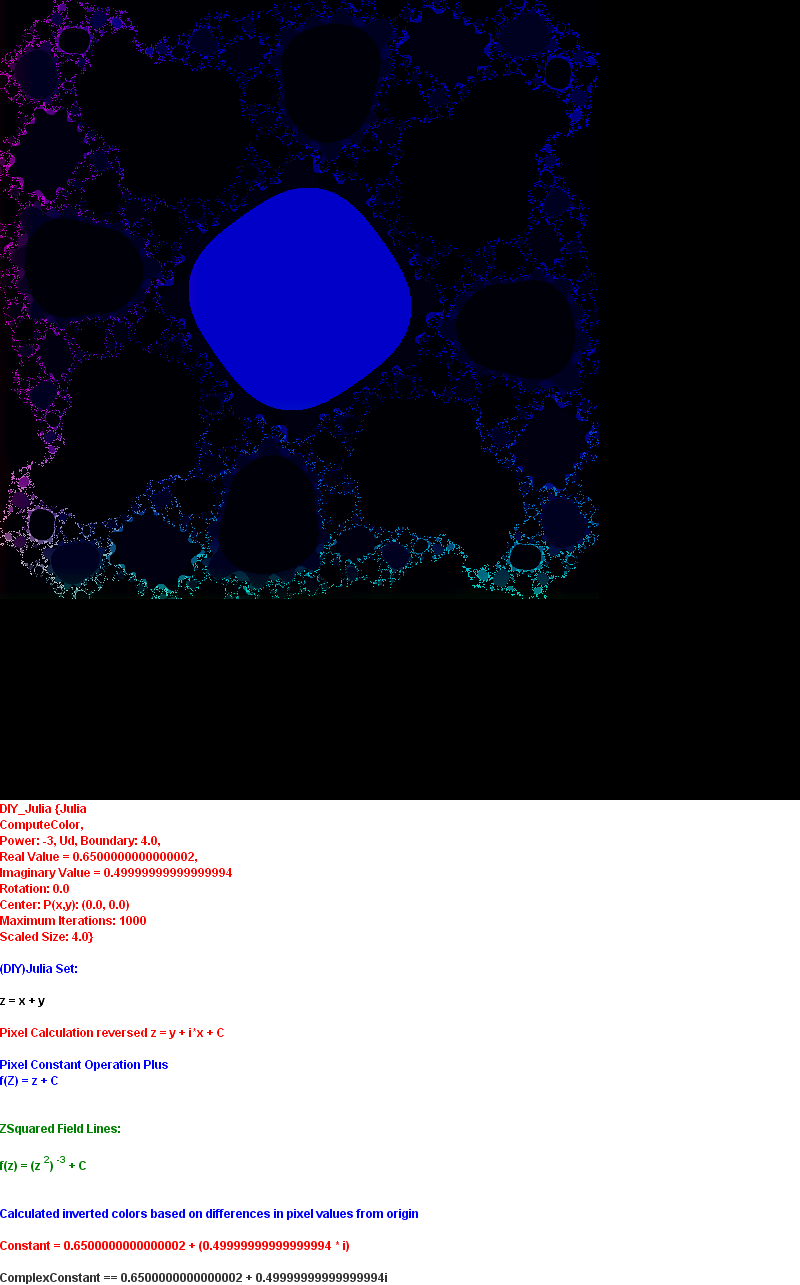 DIY_Julia {Julia
ComputeColor,
Power: -3, Ud, Boundary: 4.0,
Real Value = 0.6500000000000002,
Imaginary Value = 0.49999999999999994
Rotation: 0.0
Center: P(x,y): (0.0, 0.0)
Maximum Iterations: 1000
Scaled Size: 4.0}
(DIY)Julia Set:
z = x + y
Pixel Calculation reversed z = y + i*x + C
Pixel Constant Operation Plus
f(Z) = z + C
ZSquared Field Lines:
f(z) = (z ²) ⁻³ + C
Calculated inverted colors based on differences in pixel values from origin
Constant = 0.6500000000000002 + (0.49999999999999994 * i)
ComplexConstant == 0.6500000000000002 + 0.49999999999999994i